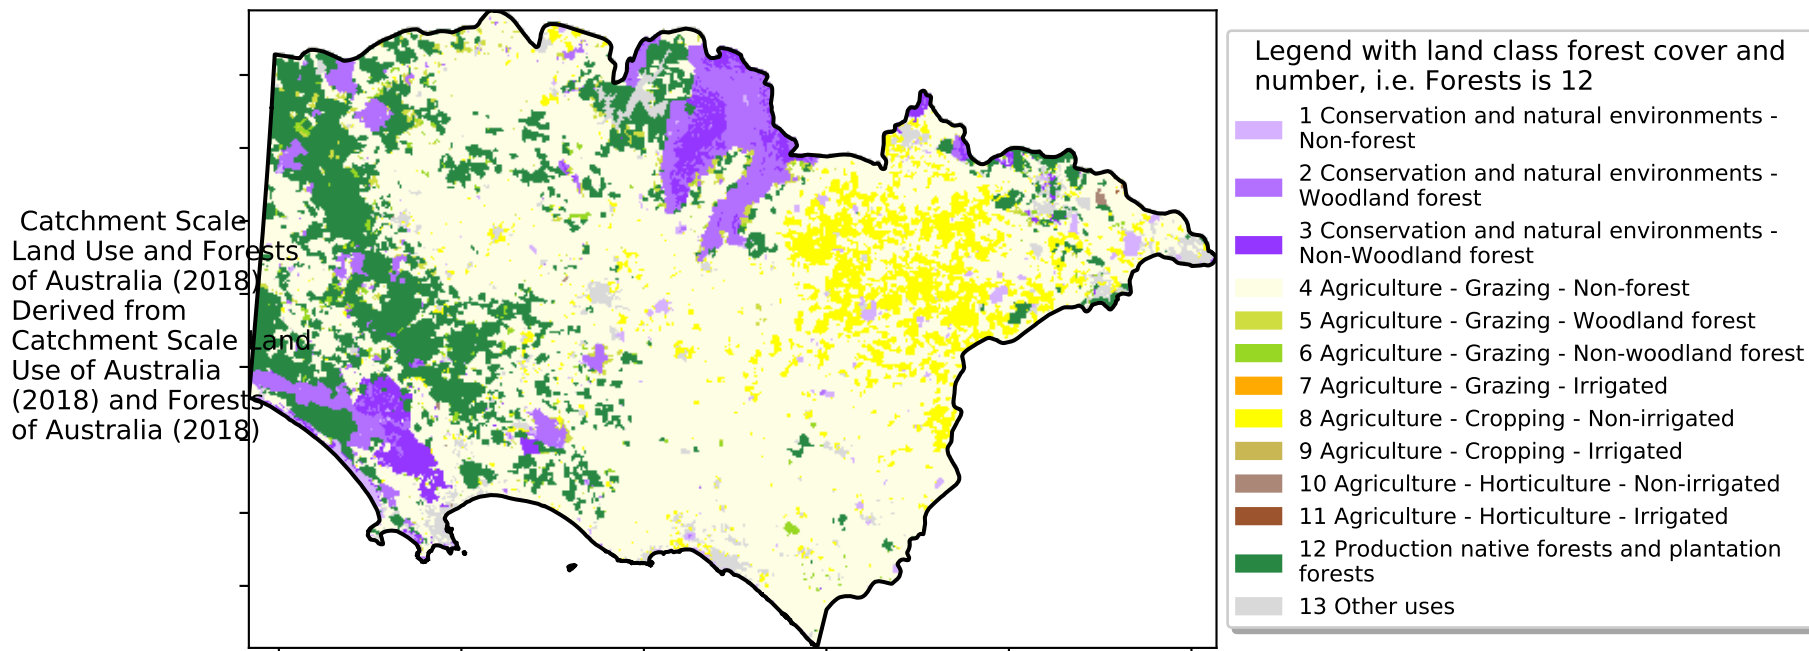 Catchment Scale
Land Use and Forests
of Australia (2018)
Derived from
Catchment Scale Land
Use of Australia
(2018) and Forests
of Australia (2018)
Legend with land class forest cover and
number, i.e. Forests is 12
1 Conservation and natural environments -
Non-forest
2 Conservation and natural environments -
Woodland forest
3 Conservation and natural environments -
Non-Woodland forest
4 Agriculture - Grazing - Non-forest
5 Agriculture - Grazing - Woodland forest
6 Agriculture - Grazing - Non-woodland forest
7 Agriculture - Grazing - Irrigated
8 Agriculture - Cropping - Non-irrigated
9 Agriculture - Cropping - Irrigated
10 Agriculture - Horticulture - Non-irrigated
11 Agriculture - Horticulture - Irrigated
12 Production native forests and plantation
forests
13 Other uses